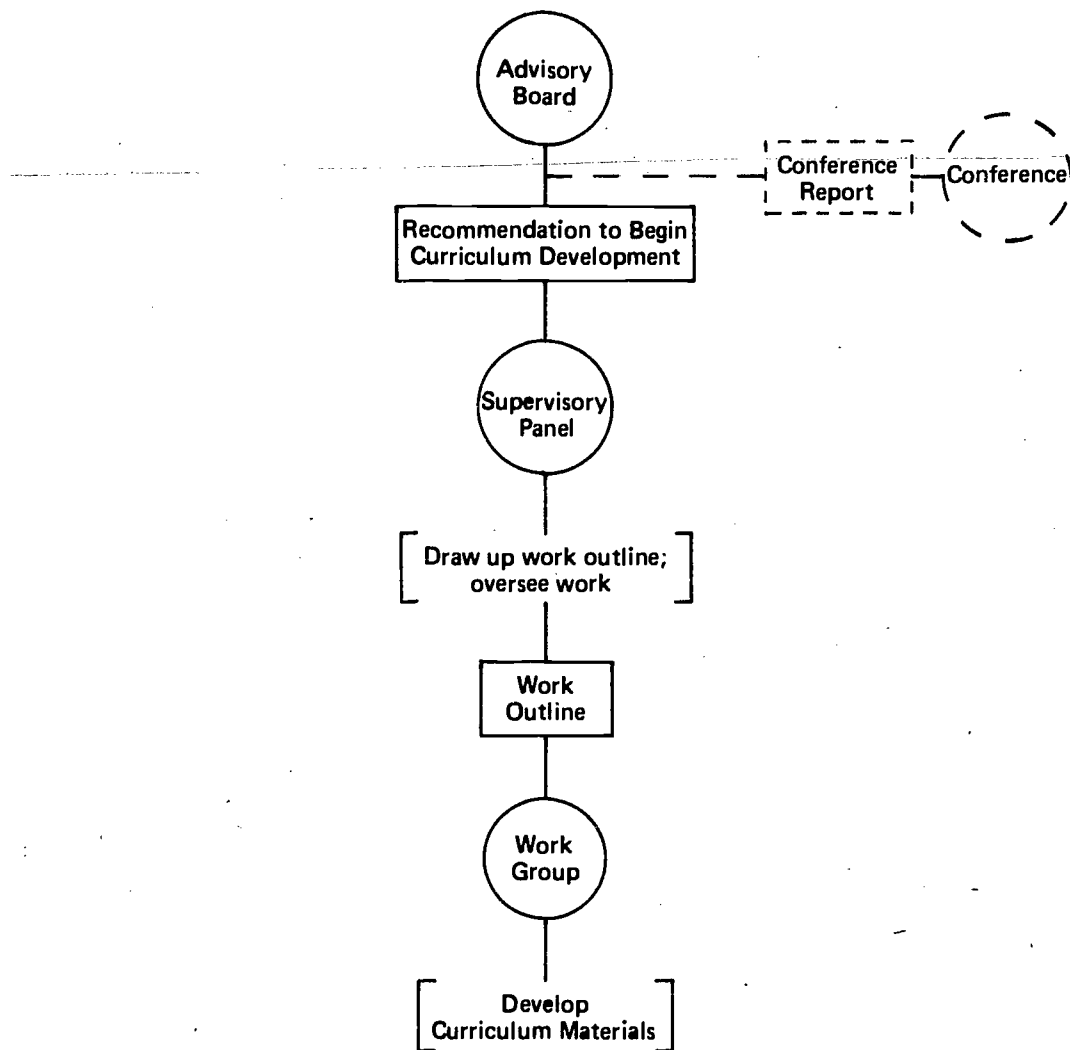 Advisory
Board
Conference
Report
Conference
Recommendation to Begin
Curriculum Development
Supervisory
Panel
Draw up work outline;
oversee work
Work
Outline
Work
Group
Develop
Curriculum Materials